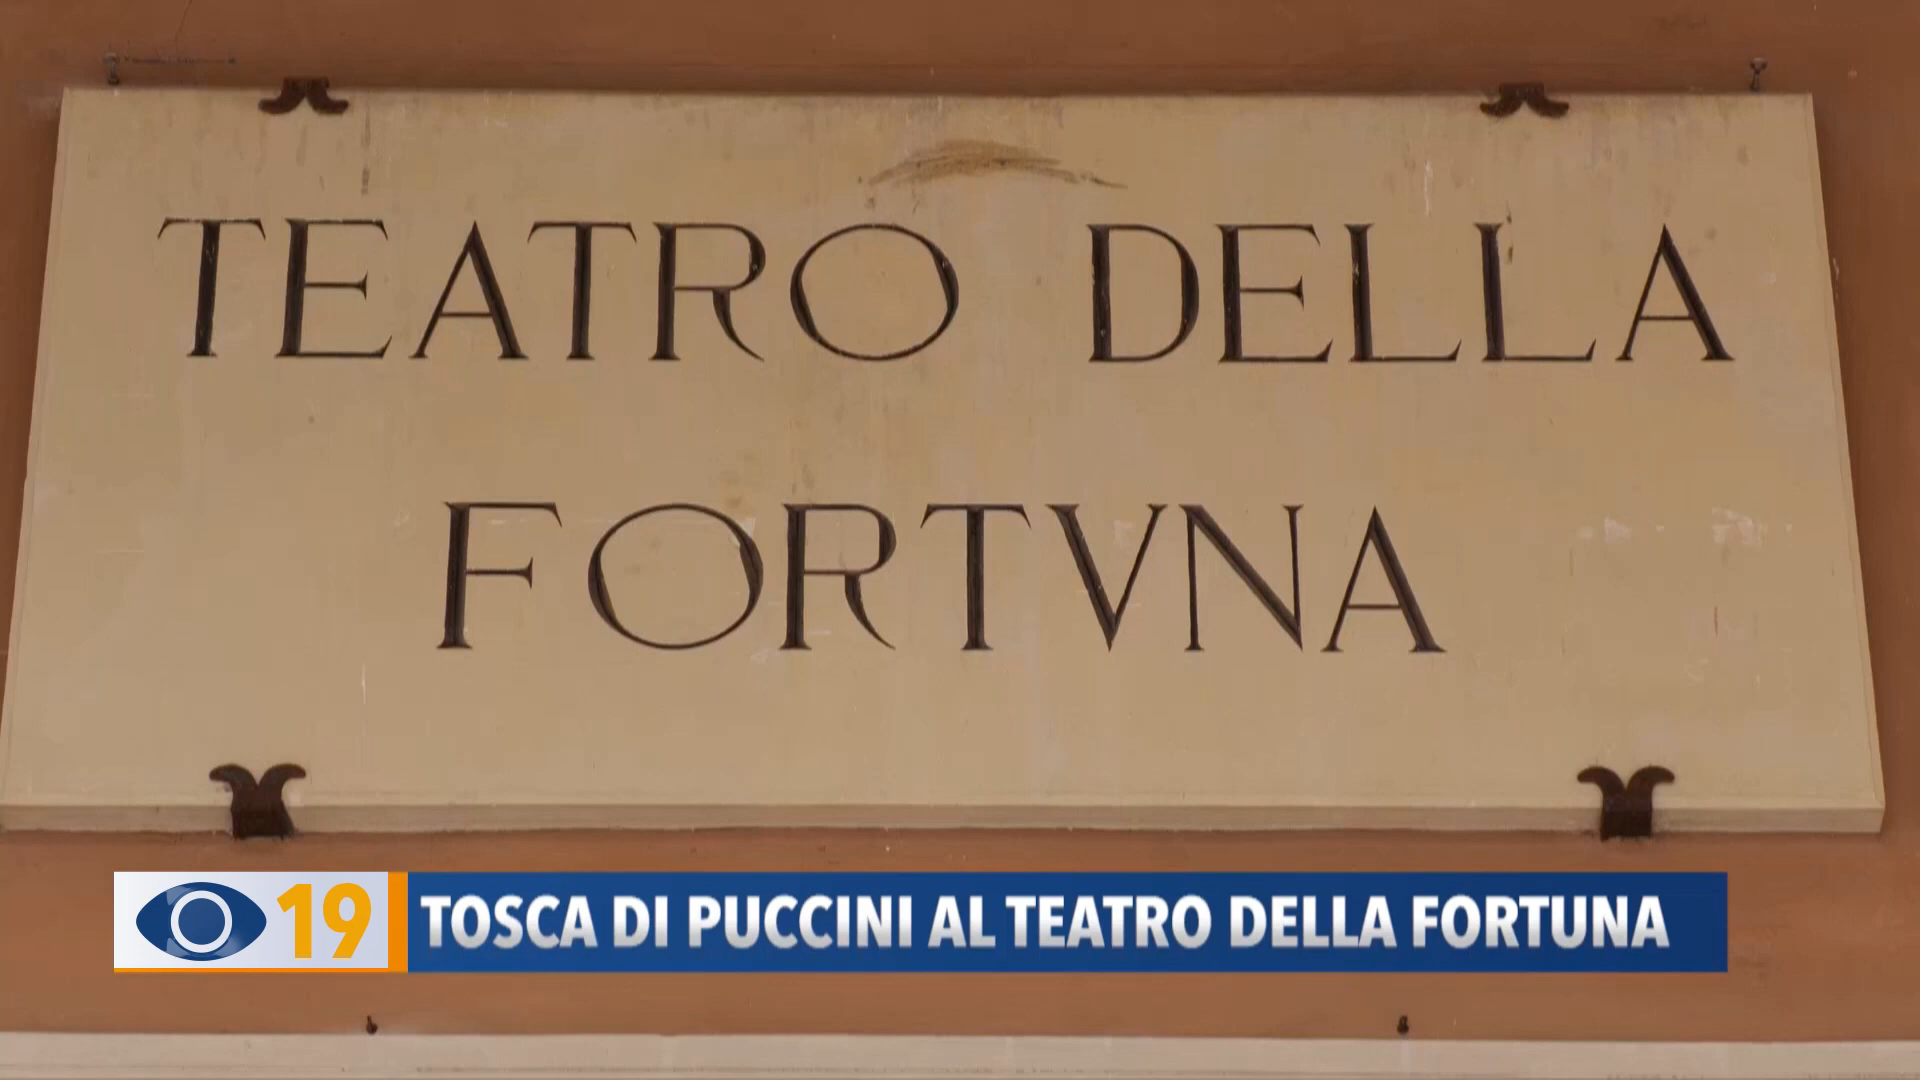 TEATRO DELLA
FORTVNA
19
TOSCA DI PUCCINI AL TEATRO DELLA FORTUNA